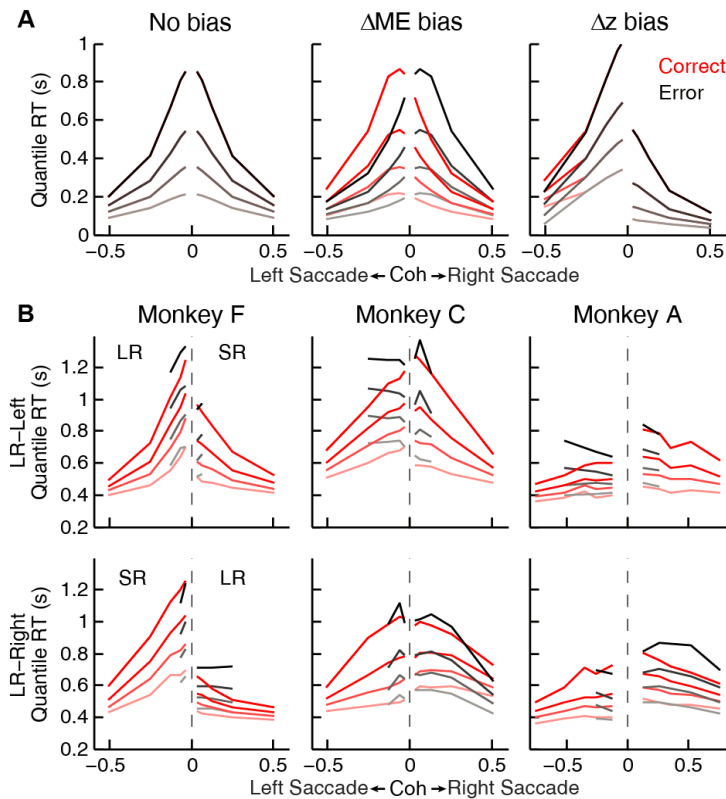 A
No bias
ΔME bias
Δz bias
Quantile RT (s)
1
0.8
0.6
0.4
0.2
0
Correct
Error
−0.5 0 0.5
−0.5 0 0.5
−0.5 0 0.5
Left Saccade Coh Right Saccade
B
Monkey F
Monkey C
Monkey A
LR−Left
Quantile RT (s)
1.2
1
0.8
0.6
0.4
0.2
LR
SR
LR−Right
Quantile RT (s)
1.2
1
0.8
0.6
0.4
0.2
SR
LR
−0.5 0 0.5
−0.5 0 0.5
−0.5 0 0.5
Left Saccade Coh Right Saccade